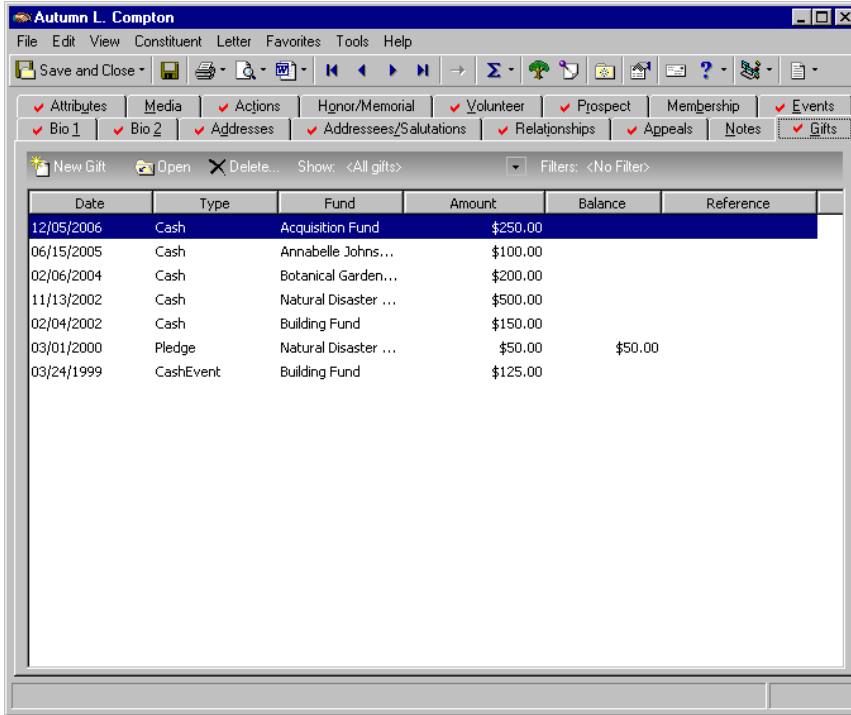 Autumn L. Compton
File Edit View Constituent Letter Favorites Tools Help
Save and Close
Attributes Media Actions Honor/Memorial Volunteer Prospect Membership Events
Bio 1 Bio 2 Addresses Addressees/Salutations Relationships Appeals Notes Gifts
New Gift Open Delete... Show: <All gifts> Filters: <No Filter>
Date Type Fund Amount Balance Reference
12/05/2006 Cash Acquisition Fund $250.00
06/15/2005 Cash Annabelle Johns... $100.00
02/06/2004 Cash Botanical Garden... $200.00
11/13/2002 Cash Natural Disaster ... $500.00
02/04/2002 Cash Building Fund $150.00
03/01/2000 Pledge Natural Disaster ... $50.00 $50.00
03/24/1999 CashEvent Building Fund $125.00